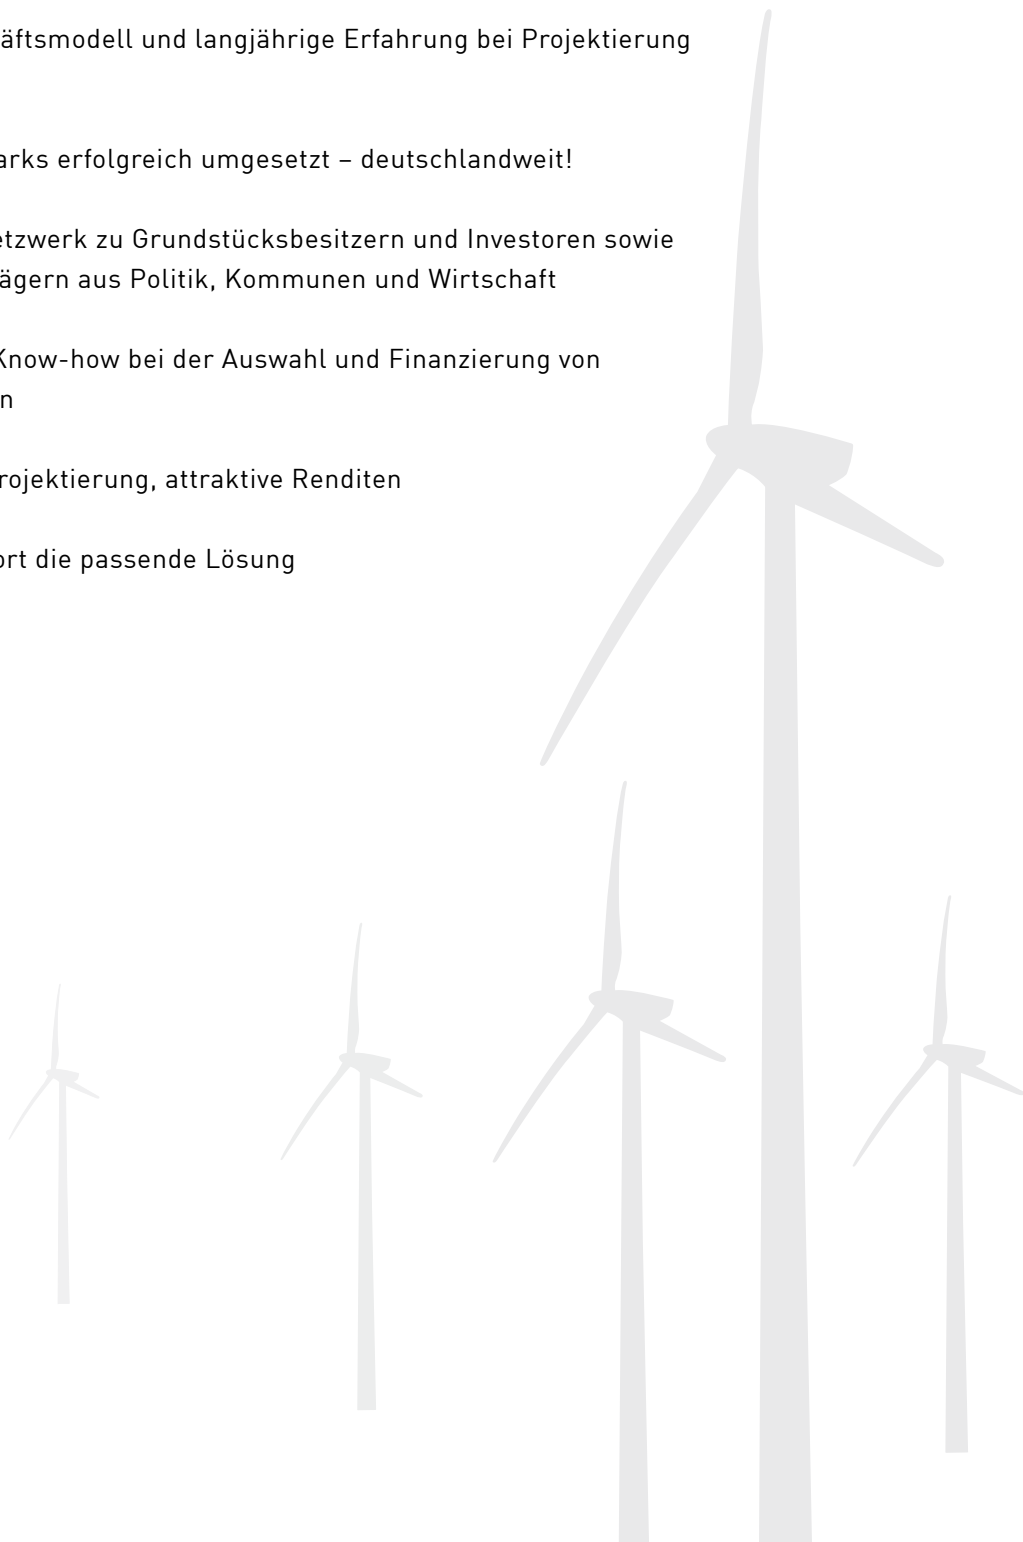 äftsmodell und langjährige Erfahrung bei Projektierung
arks erfolgreich umgesetzt – deutschlandweit!
etzwerk zu Grundstücksbesitzern und Investoren sowie
ägern aus Politik, Kommunen und Wirtschaft
Know-how bei der Auswahl und Finanzierung von
n
rojektierung, attraktive Renditen
ort die passende Lösung